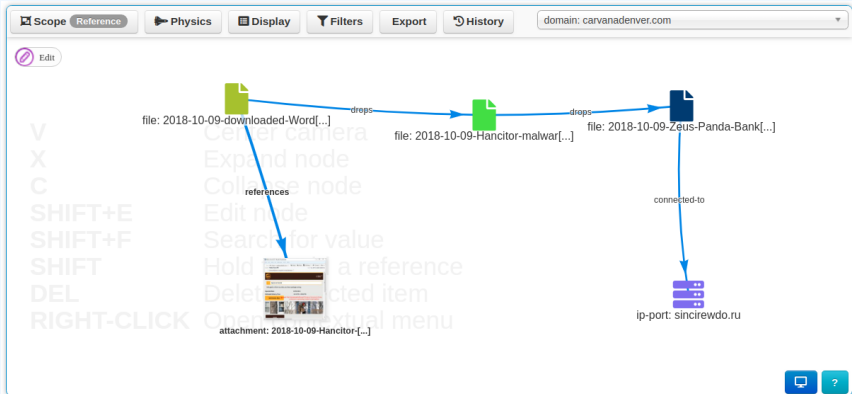 Scope Reference
Physics
Display
Filters
Export
History
domain: carvanadenver.com
Edit
drops
drops
file: 2018-10-09-downloaded-Word[...]
file: 2018-10-09-Hancitor-malwar[...]
file: 2018-10-09-Zeus-Panda-Bank[...]
V Center camera
X Expand node
C Collapse node
references
connected-to
SHIFT+E Edit node
SHIFT+F Search for value
SHIFT Hold a reference
DEL Delete selected item
RIGHT-CLICK Open contextual menu
ip-port: sincirewdo.ru
attachment: 2018-10-09-Hancitor-[...]
?